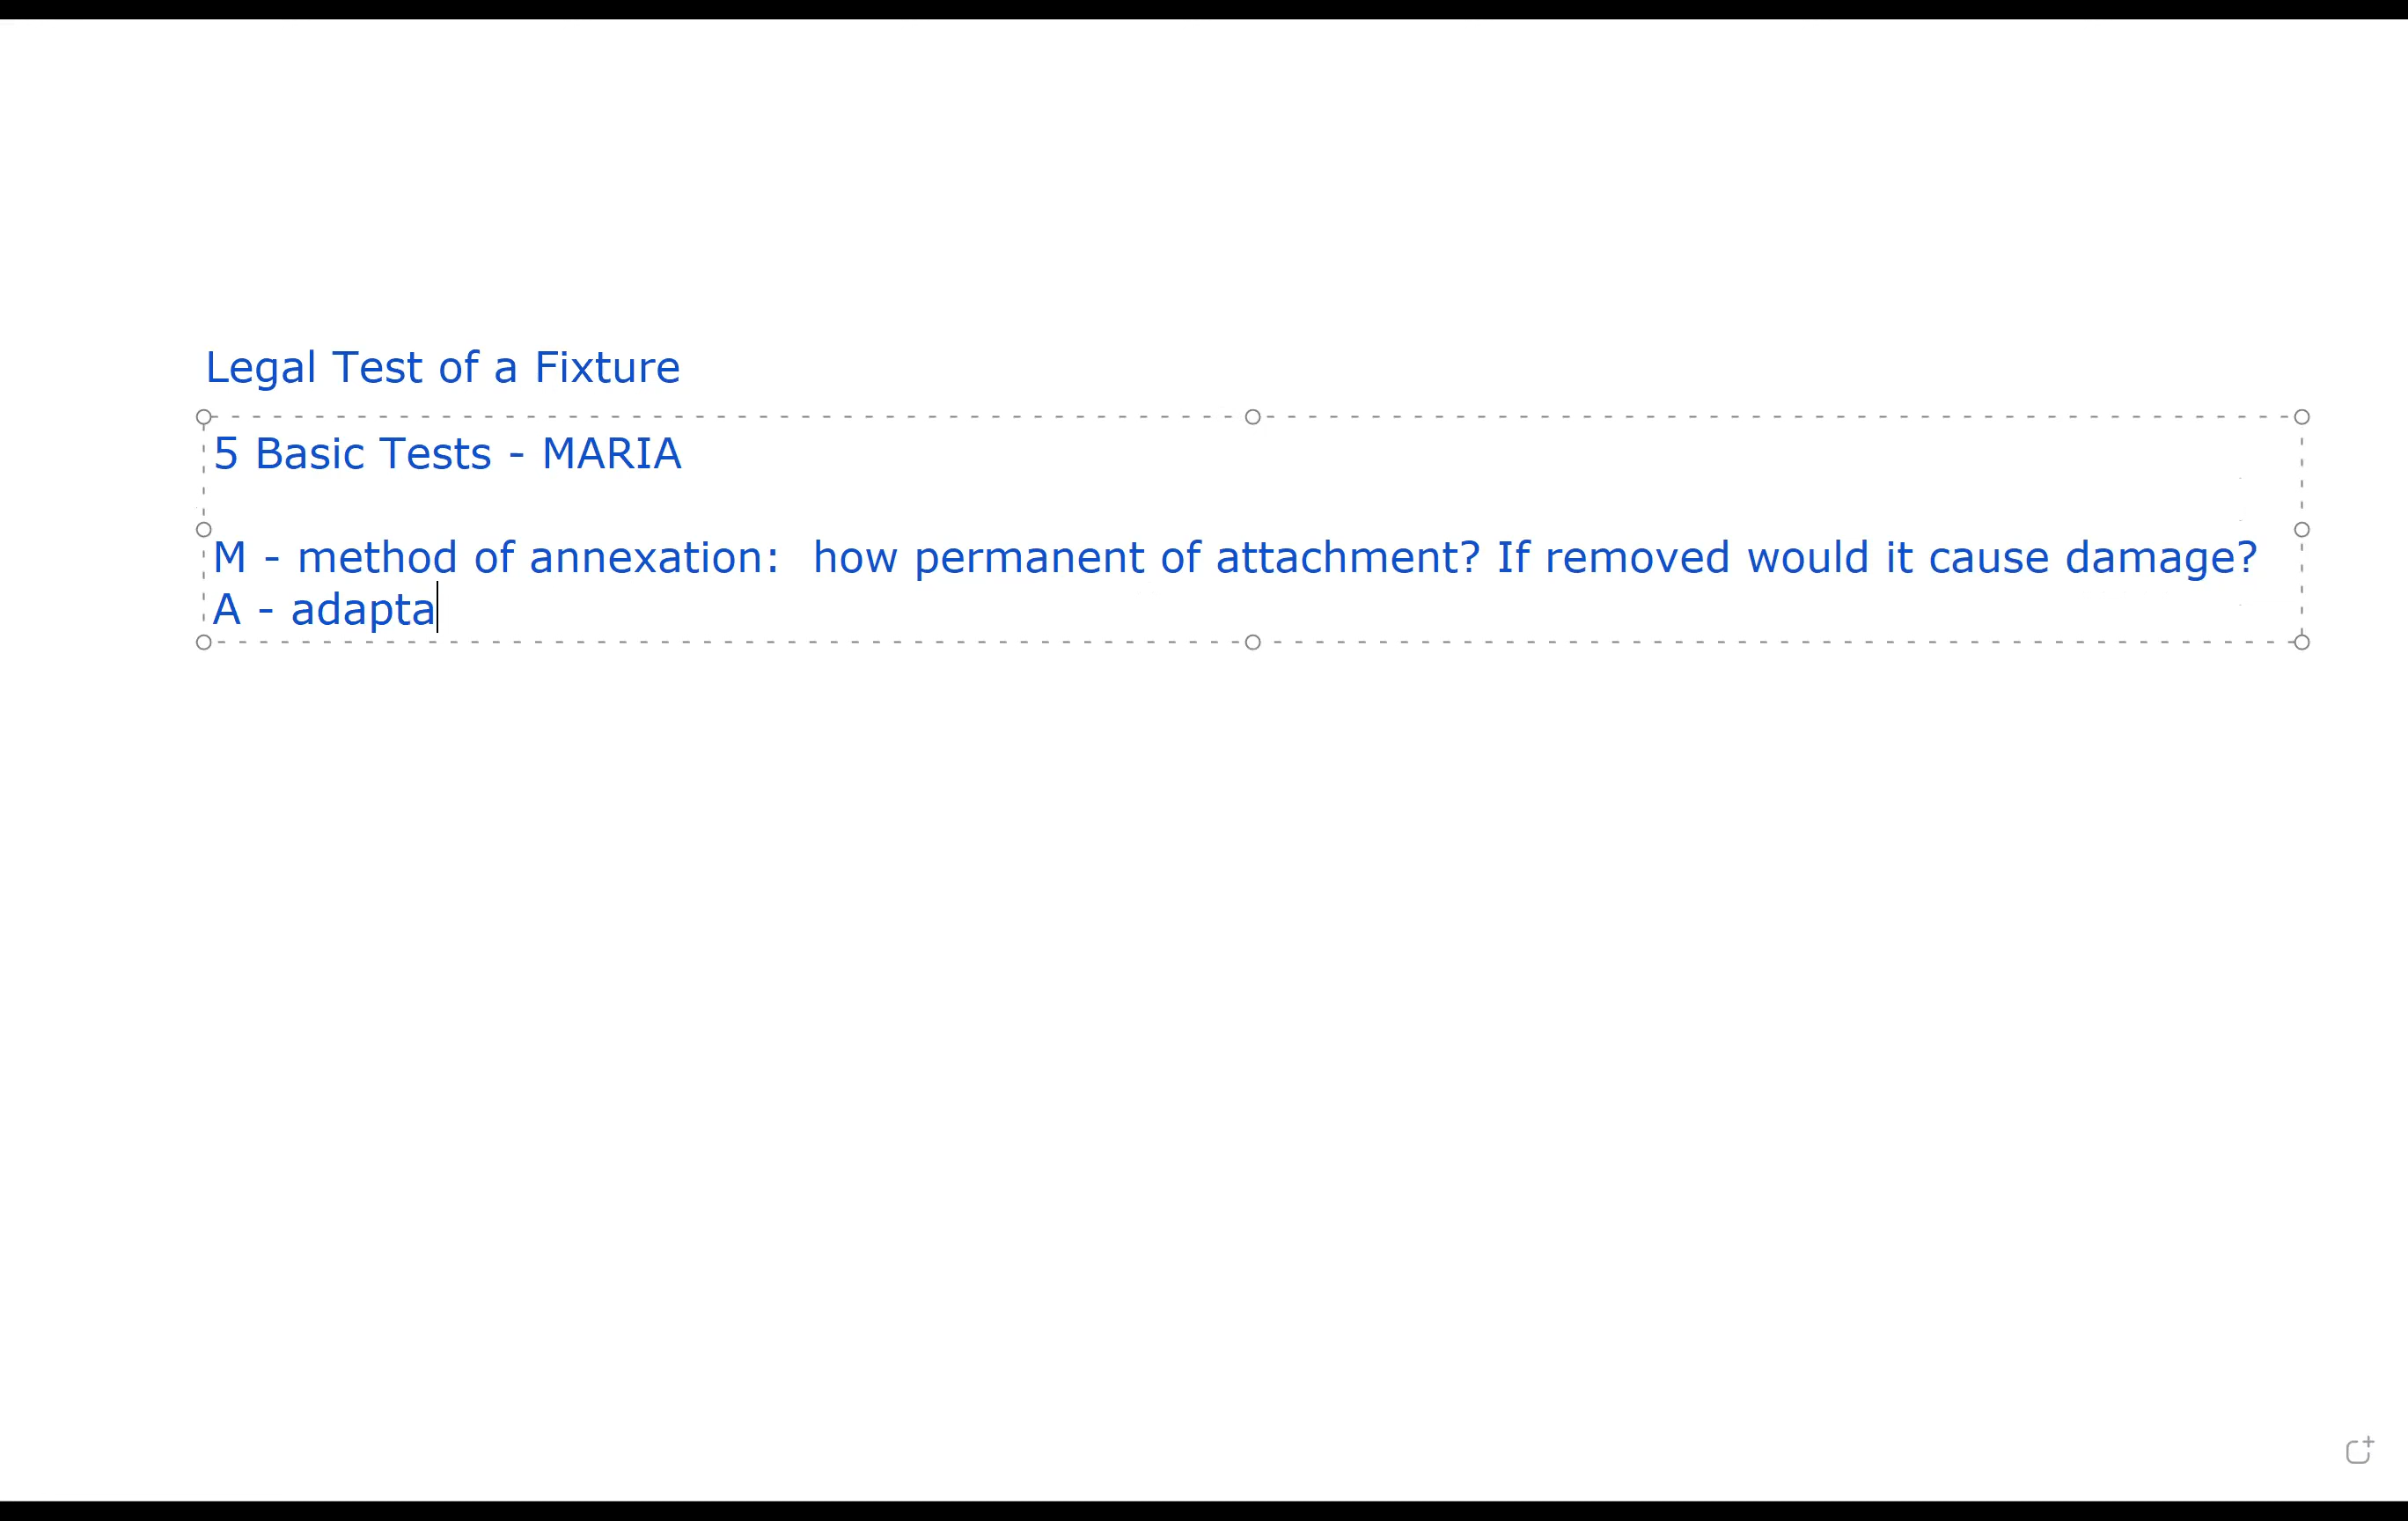 Legal Test of a Fixture
5 Basic Tests - MARIA
M - method of annexation:  how permanent of attachment? If removed would it cause damage?
A - adapta